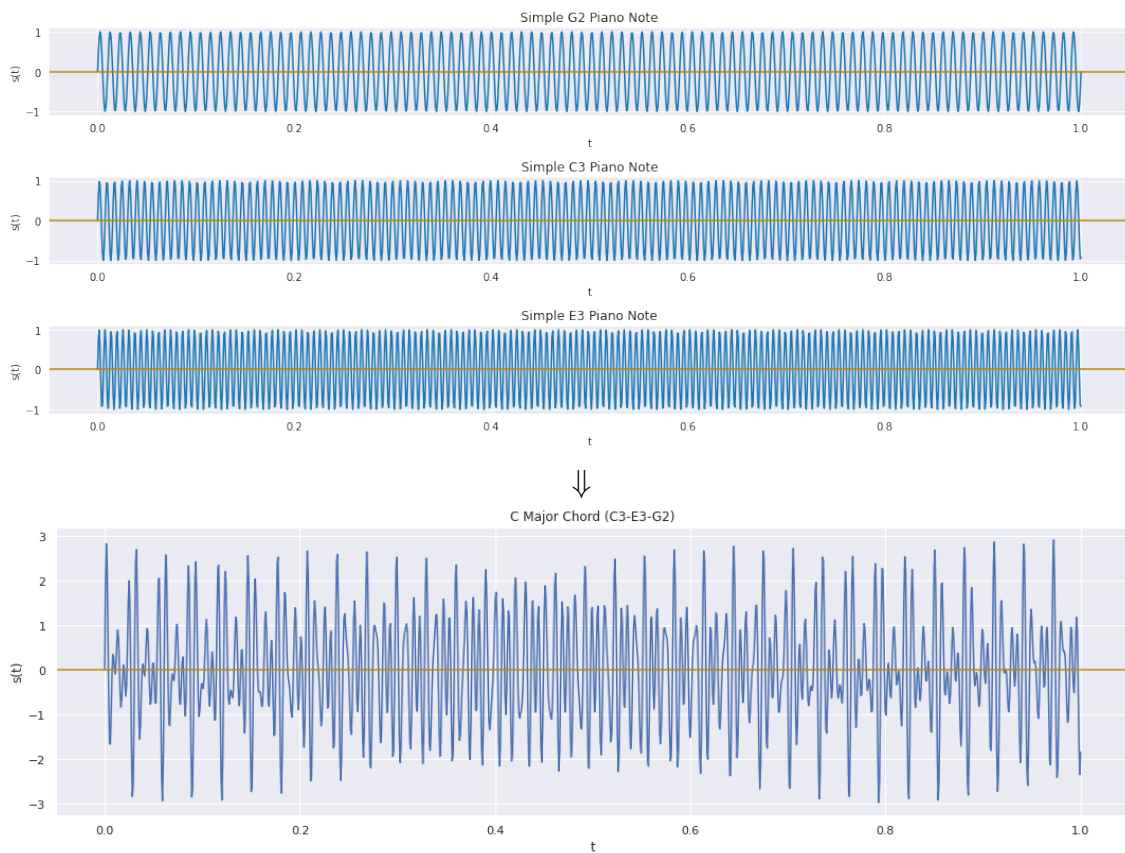 Simple G2 Piano Note
1
0
−1
s(t)
0.0 0.2 0.4 0.6 0.8 1.0
t
Simple C3 Piano Note
1
0
−1
s(t)
0.0 0.2 0.4 0.6 0.8 1.0
t
Simple E3 Piano Note
1
0
−1
s(t)
0.0 0.2 0.4 0.6 0.8 1.0
t
⇓
C Major Chord (C3-E3-G2)
3
2
1
0
−1
−2
−3
s(t)
0.0 0.2 0.4 0.6 0.8 1.0
t